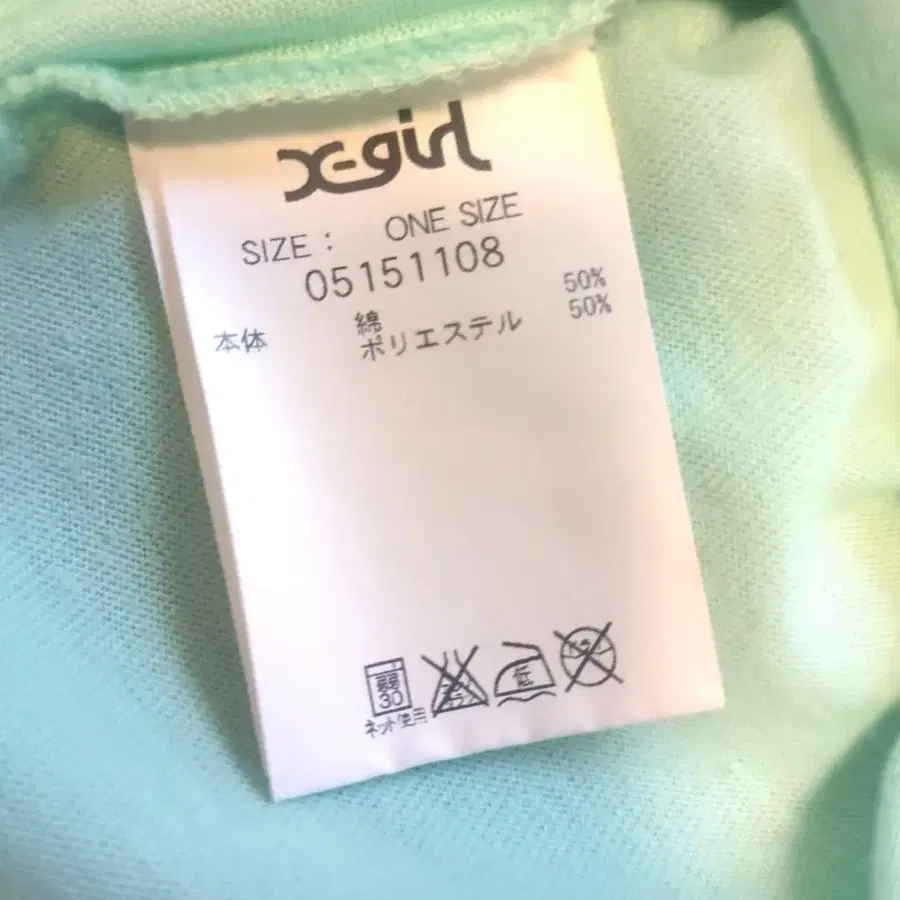 X-girl
SIZE： ONE SIZE
05151108
本体 綿 50%
ポリエステル 50%
弱
30
ネット使用
低